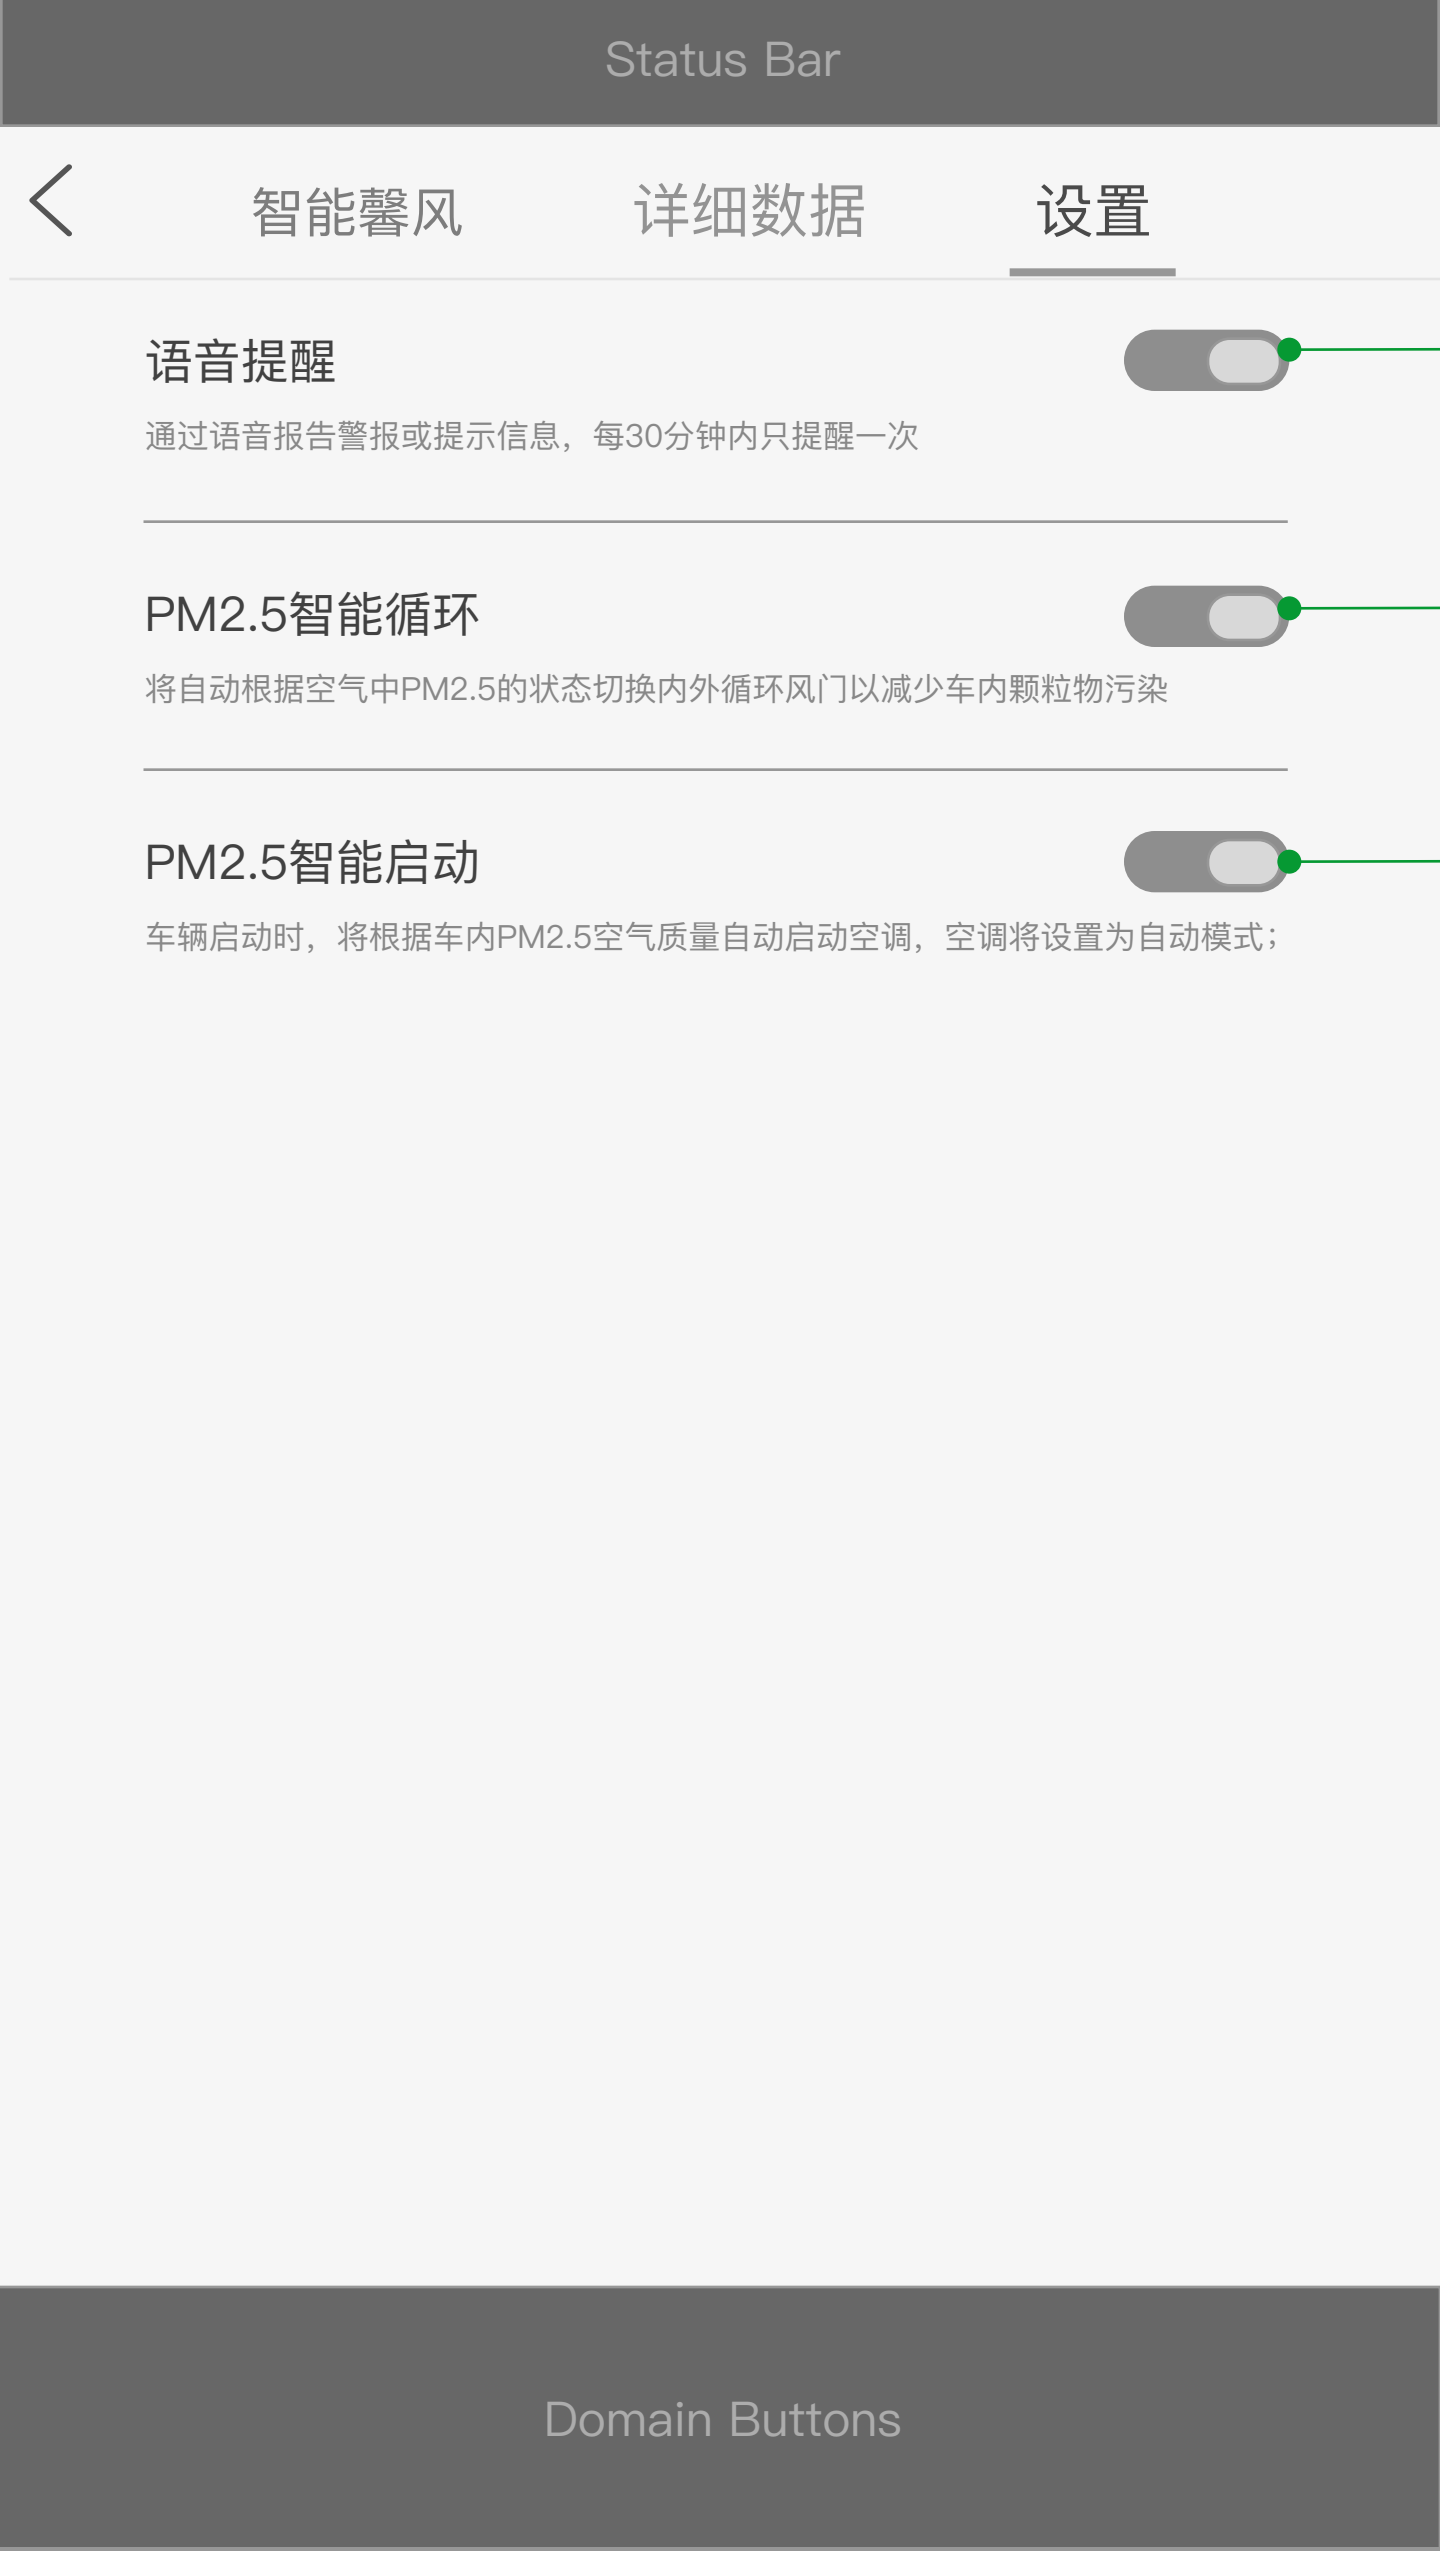 Status Bar
智能馨风 详细数据 设置
语音提醒
通过语音报告警报或提示信息，每30分钟内只提醒一次
PM2.5智能循环
将自动根据空气中PM2.5的状态切换内外循环风门以减少车内颗粒物污染
PM2.5智能启动
车辆启动时，将根据车内PM2.5空气质量自动启动空调，空调将设置为自动模式；
Domain Buttons